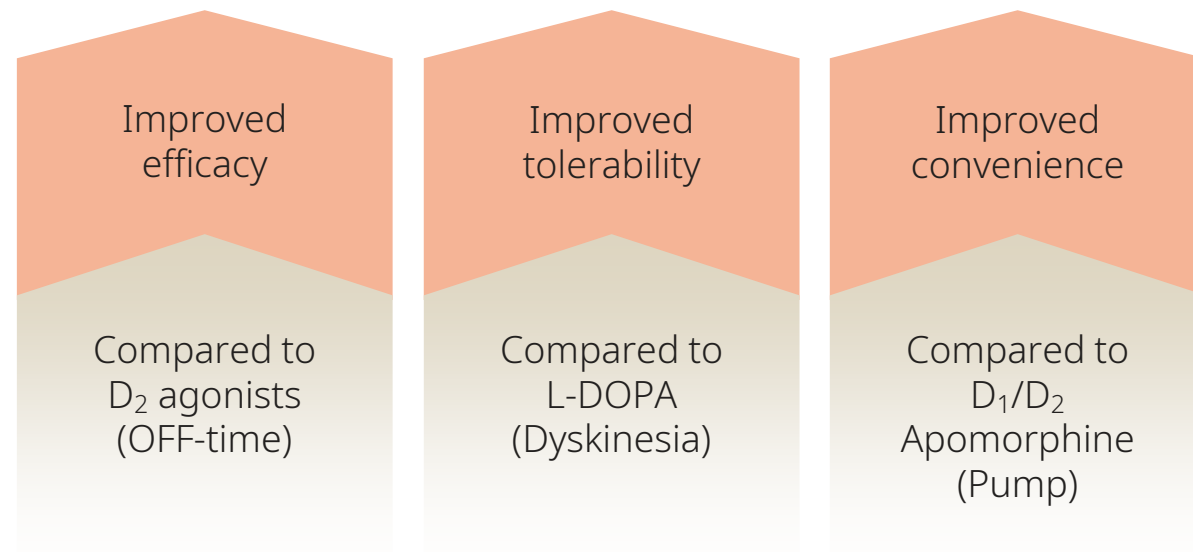 Improved
efficacy
Compared to
D₂ agonists
(OFF-time)
Improved
tolerability
Compared to
L-DOPA
(Dyskinesia)
Improved
convenience
Compared to
D₁/D₂
Apomorphine
(Pump)